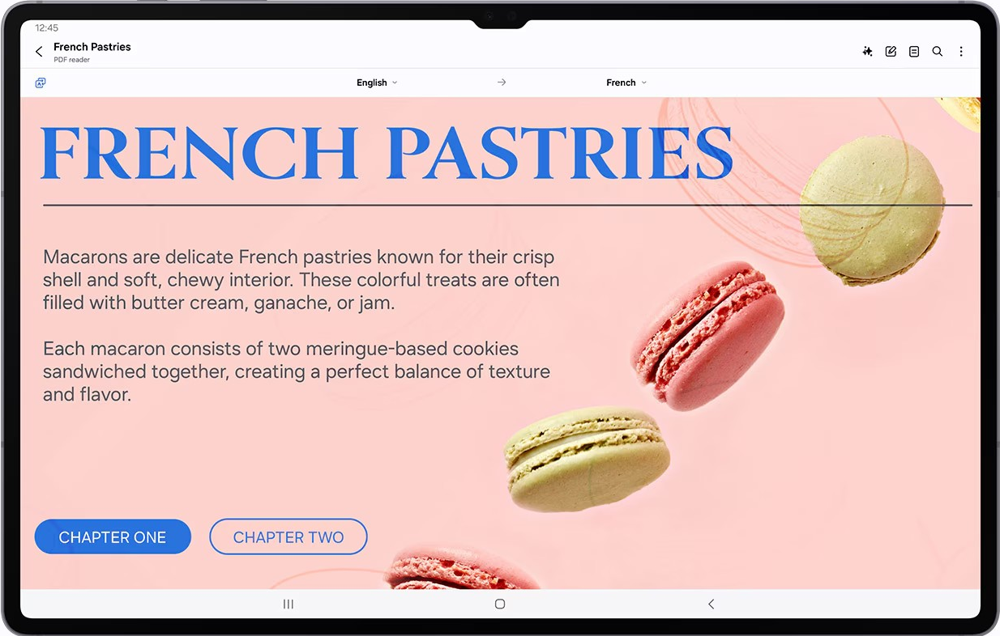 12:45
French Pastries
PDF reader
English
French
FRENCH PASTRIES
Macarons are delicate French pastries known for their crisp
shell and soft, chewy interior. These colorful treats are often
filled with butter cream, ganache, or jam.
Each macaron consists of two meringue-based cookies
sandwiched together, creating a perfect balance of texture
and flavor.
CHAPTER ONE
CHAPTER TWO